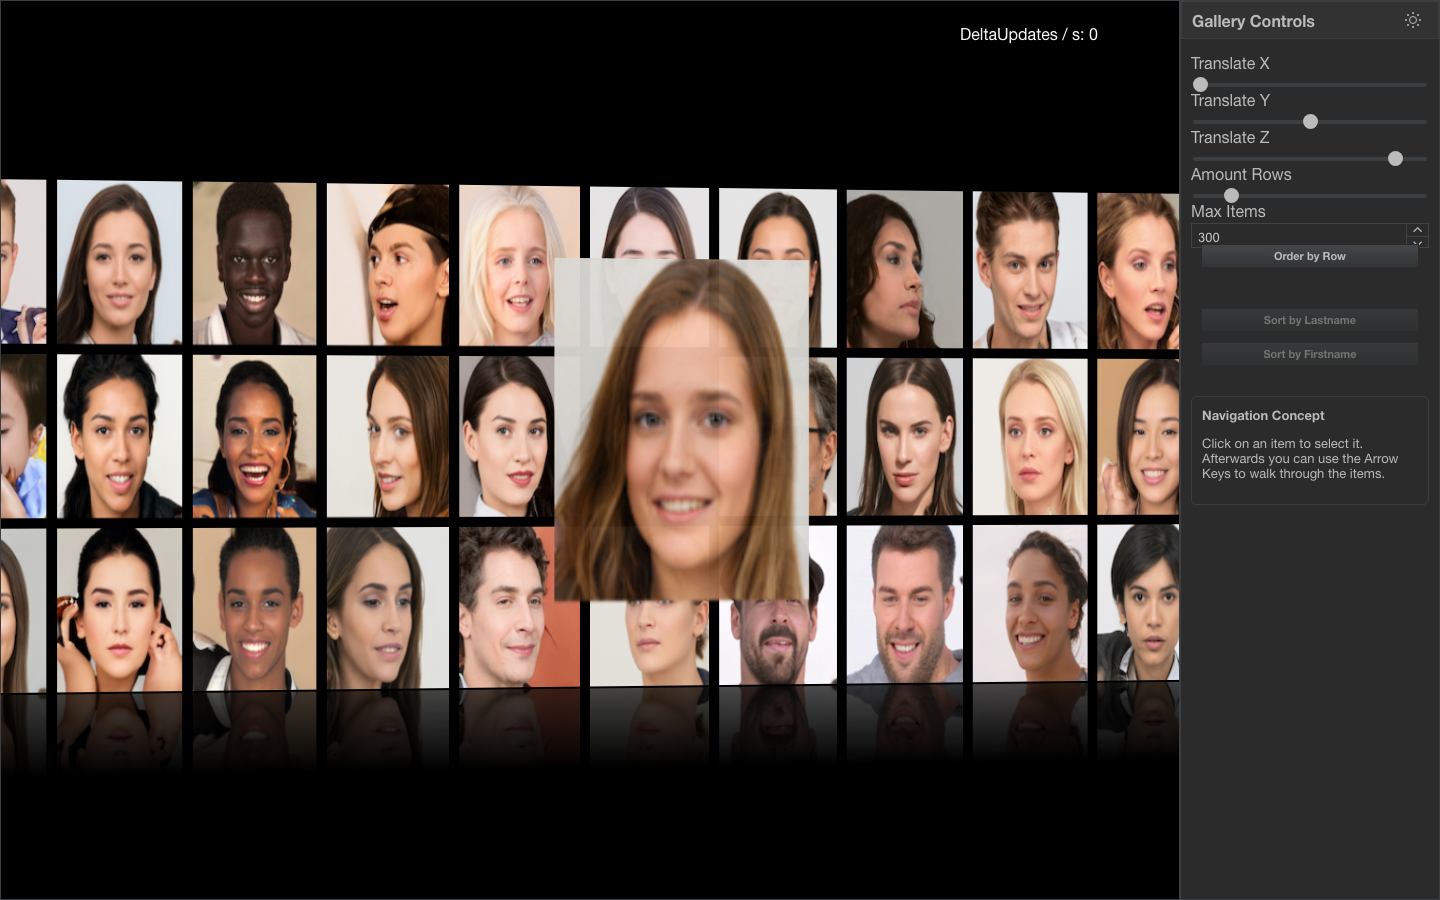 DeltaUpdates / s: 0
Gallery Controls
Translate X
Translate Y
Translate Z
Amount Rows
Max Items
300
Order by Row
Sort by Lastname
Sort by Firstname
Navigation Concept
Click on an item to select it.
Afterwards you can use the Arrow
Keys to walk through the items.